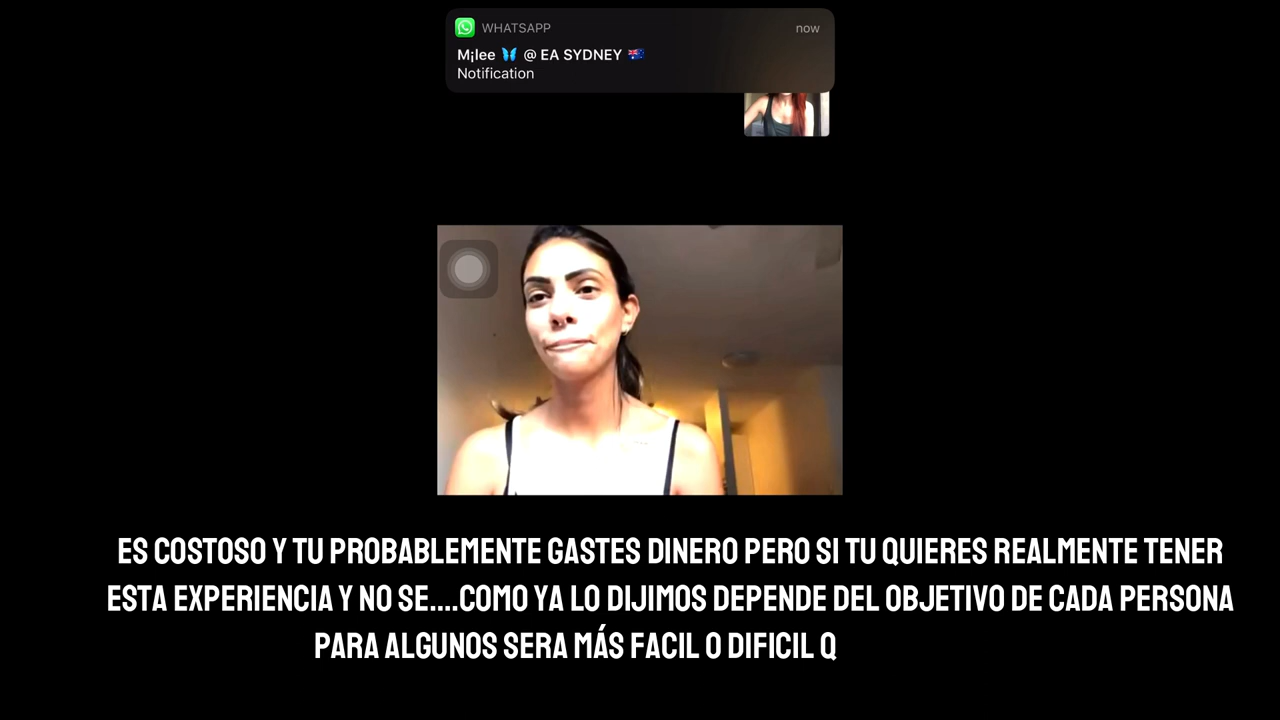 WHATSAPP
now
M¡lee 🦋 @ EA SYDNEY 🇦🇺
Notification
ES COSTOSO Y TU PROBABLEMENTE GASTES DINERO PERO SI TU QUIERES REALMENTE TENER
ESTA EXPERIENCIA Y NO SE....COMO YA LO DIJIMOS DEPENDE DEL OBJETIVO DE CADA PERSONA
PARA ALGUNOS SERA MÁS FACIL O DIFICIL Q